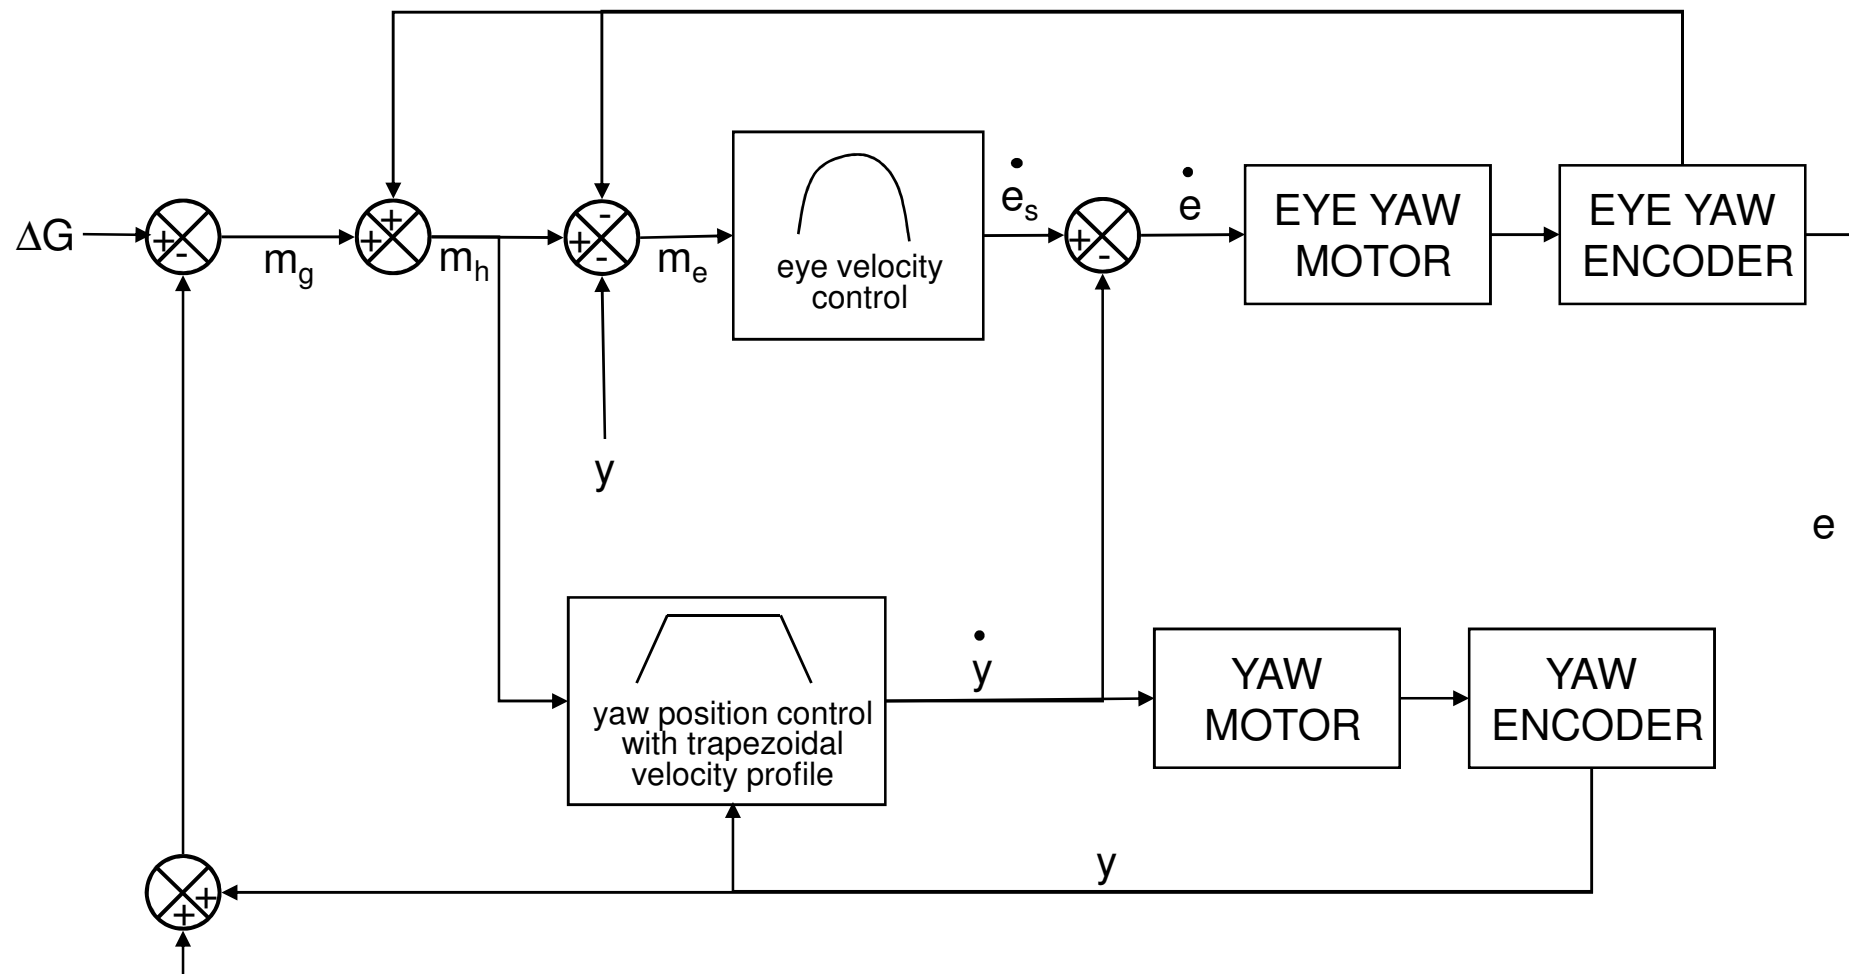 ΔG
+
-
m_g
+
+
m_h
-
+
-
m_e
eye velocity
control
ė_s
+
-
ė
EYE YAW
MOTOR
EYE YAW
ENCODER
y
e
yaw position control
with trapezoidal
velocity profile
ẏ
YAW
MOTOR
YAW
ENCODER
y
+
+